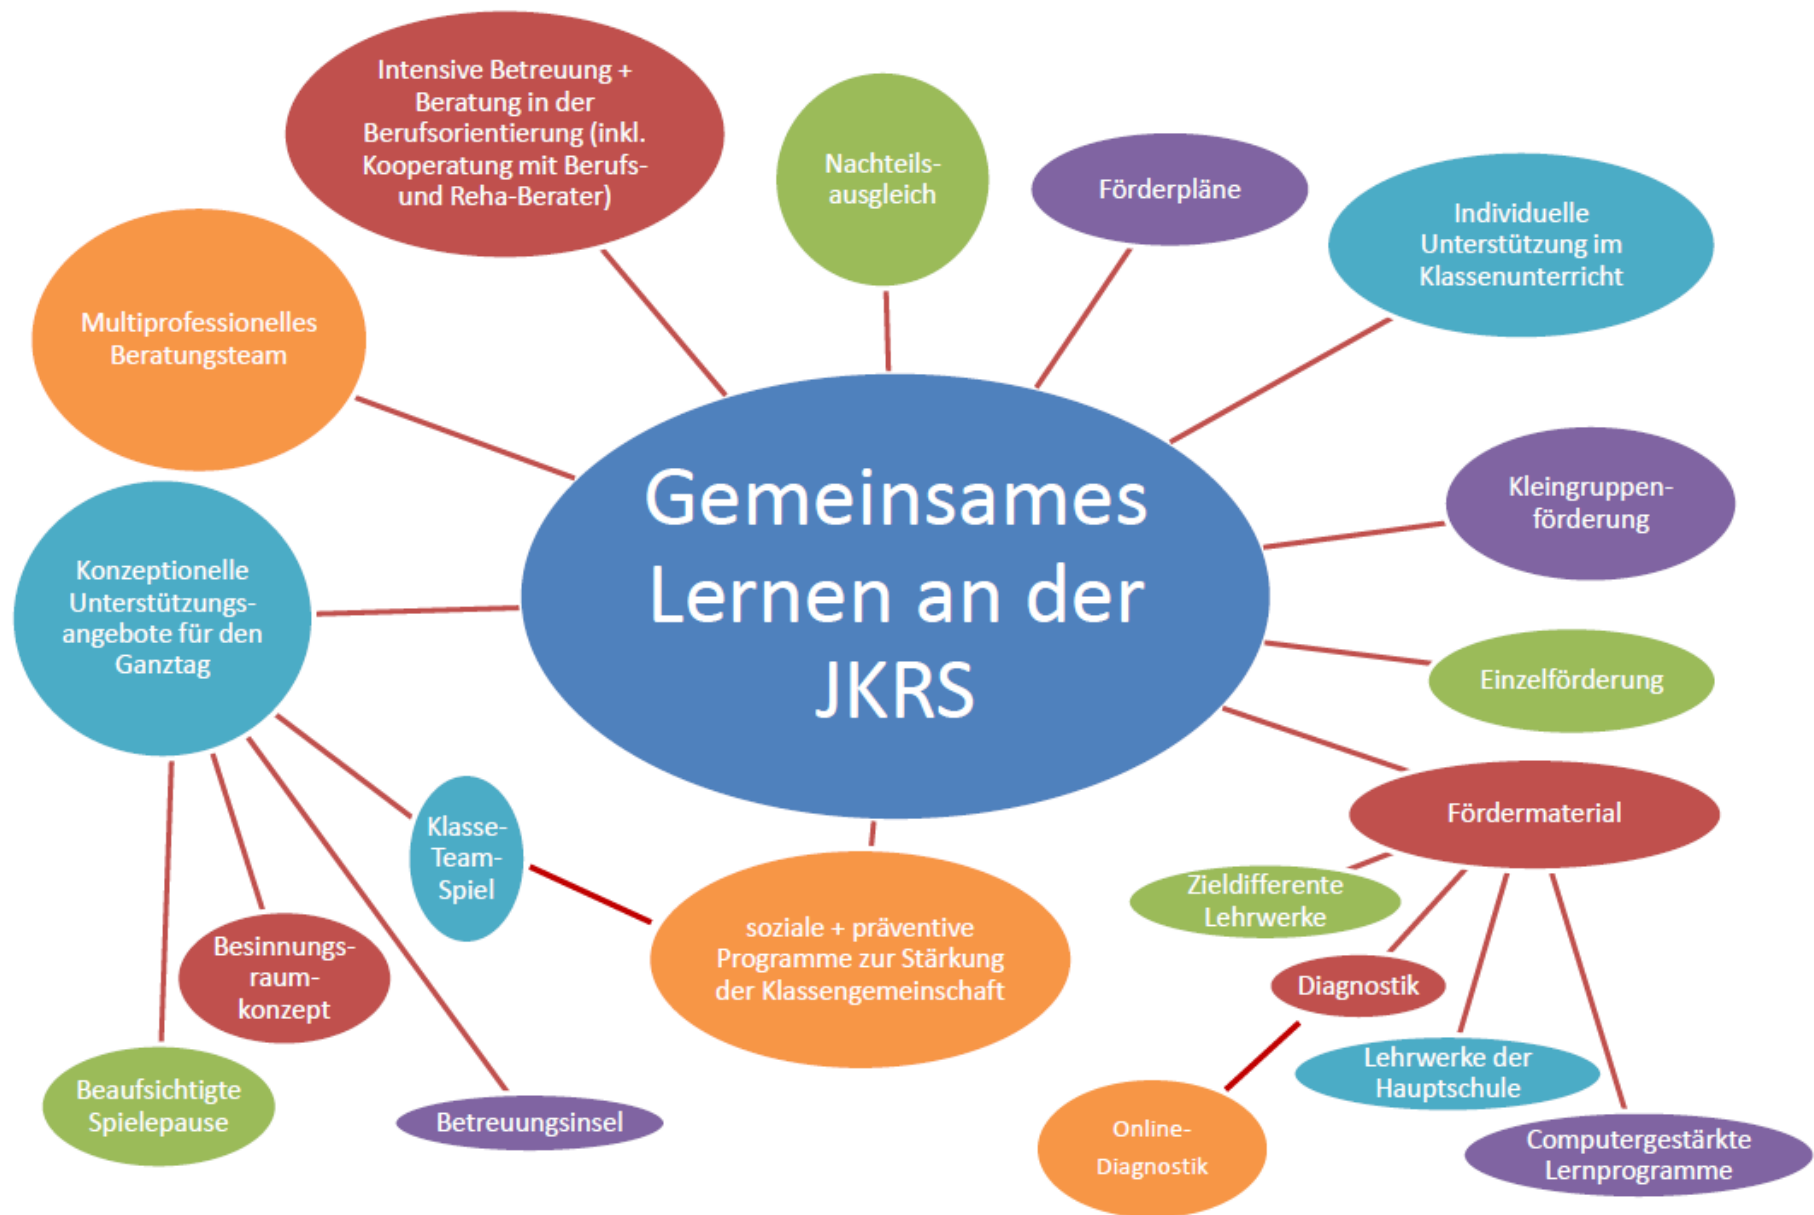 Intensive Betreuung +
Beratung in der
Berufsorientierung (inkl.
Kooperatung mit Berufs-
und Reha-Berater)
Nachteils-
ausgleich
Förderpläne
Individuelle
Unterstützung im
Klassenunterricht
Multiprofessionelles
Beratungsteam
Gemeinsames
Lernen an der
JKRS
Kleingruppen-
förderung
Konzeptionelle
Unterstützungs-
angebote für den
Ganztag
Einzelförderung
Fördermaterial
Klasse-
Team-
Spiel
Zieldifferente
Lehrwerke
soziale + präventive
Programme zur Stärkung
der Klassengemeinschaft
Besinnungs-
raum-
konzept
Diagnostik
Lehrwerke der
Hauptschule
Beaufsichtigte
Spielepause
Betreuungsinsel
Online-
Diagnostik
Computergestärkte
Lernprogramme